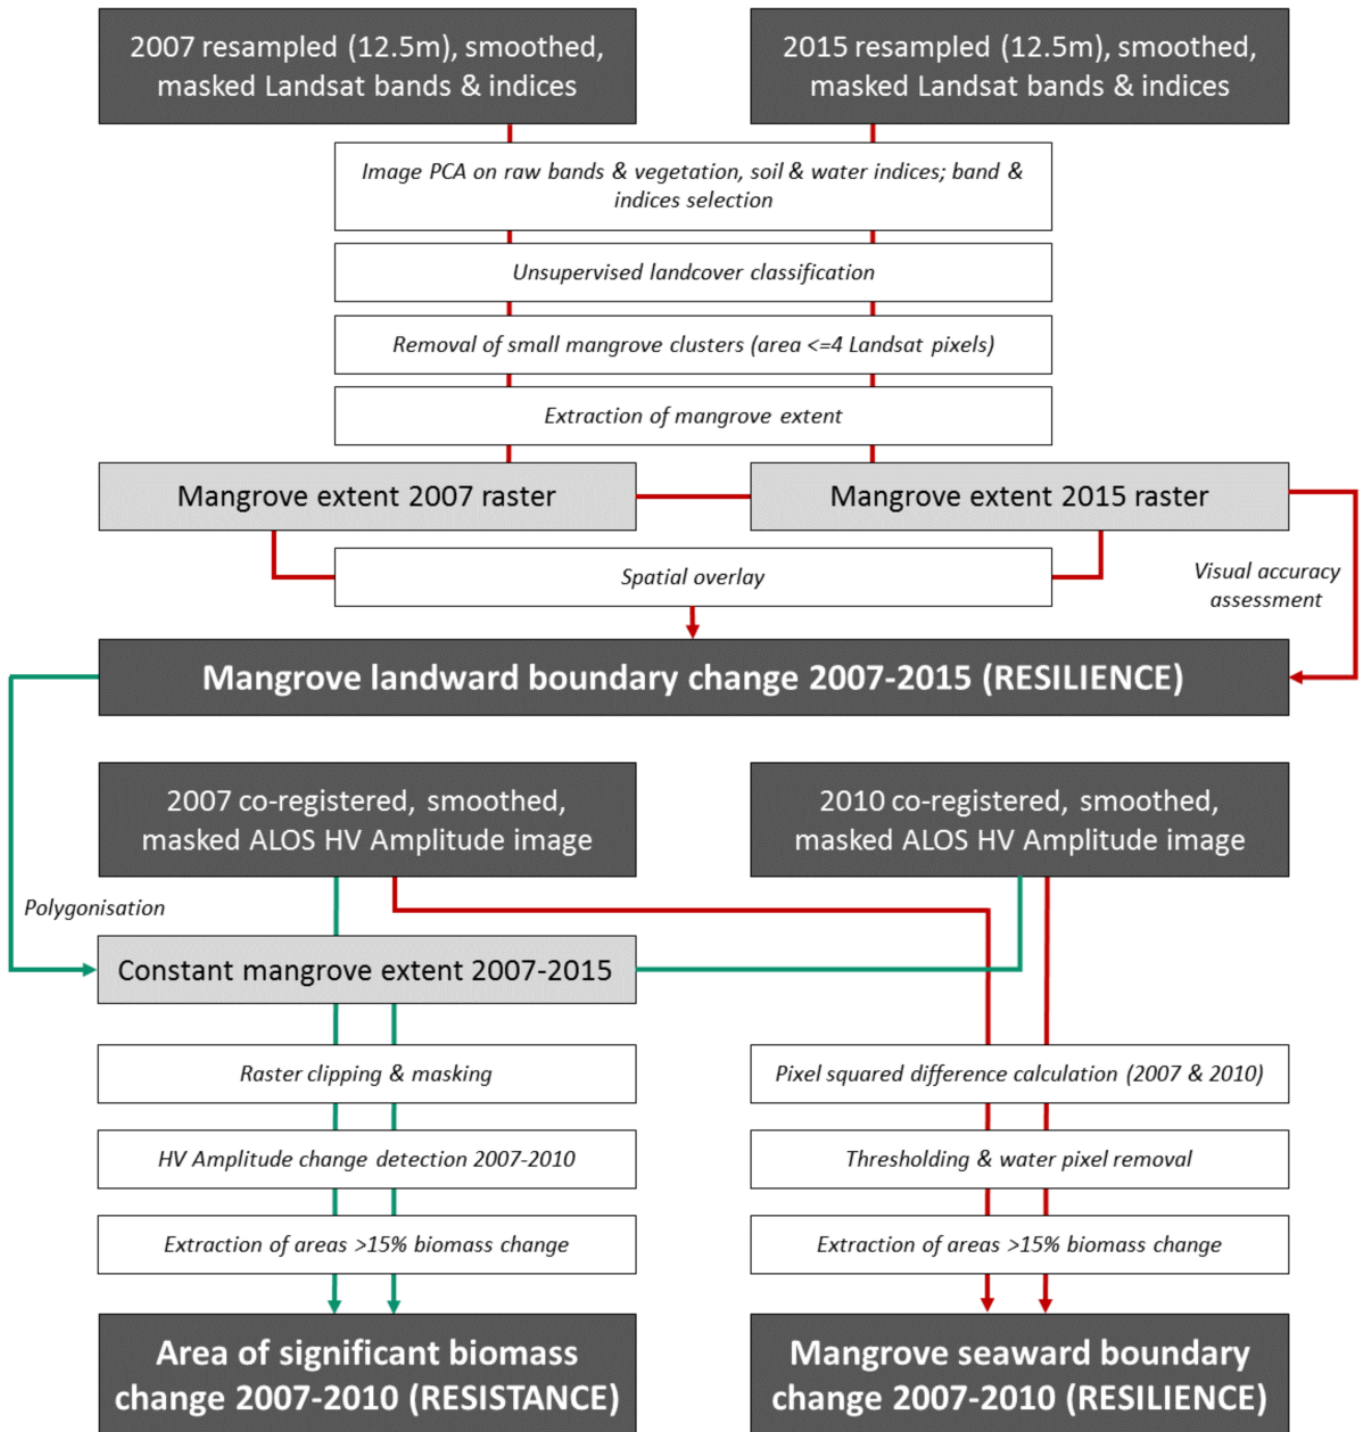 2007 resampled (12.5m), smoothed,
masked Landsat bands & indices
2015 resampled (12.5m), smoothed,
masked Landsat bands & indices
Image PCA on raw bands & vegetation, soil & water indices; band &
indices selection
Unsupervised landcover classification
Removal of small mangrove clusters (area <=4 Landsat pixels)
Extraction of mangrove extent
Mangrove extent 2007 raster
Mangrove extent 2015 raster
Spatial overlay
Visual accuracy
assessment
Mangrove landward boundary change 2007-2015 (RESILIENCE)
2007 co-registered, smoothed,
masked ALOS HV Amplitude image
2010 co-registered, smoothed,
masked ALOS HV Amplitude image
Polygonisation
Constant mangrove extent 2007-2015
Raster clipping & masking
Pixel squared difference calculation (2007 & 2010)
HV Amplitude change detection 2007-2010
Thresholding & water pixel removal
Extraction of areas >15% biomass change
Extraction of areas >15% biomass change
Area of significant biomass
change 2007-2010 (RESISTANCE)
Mangrove seaward boundary
change 2007-2010 (RESILIENCE)